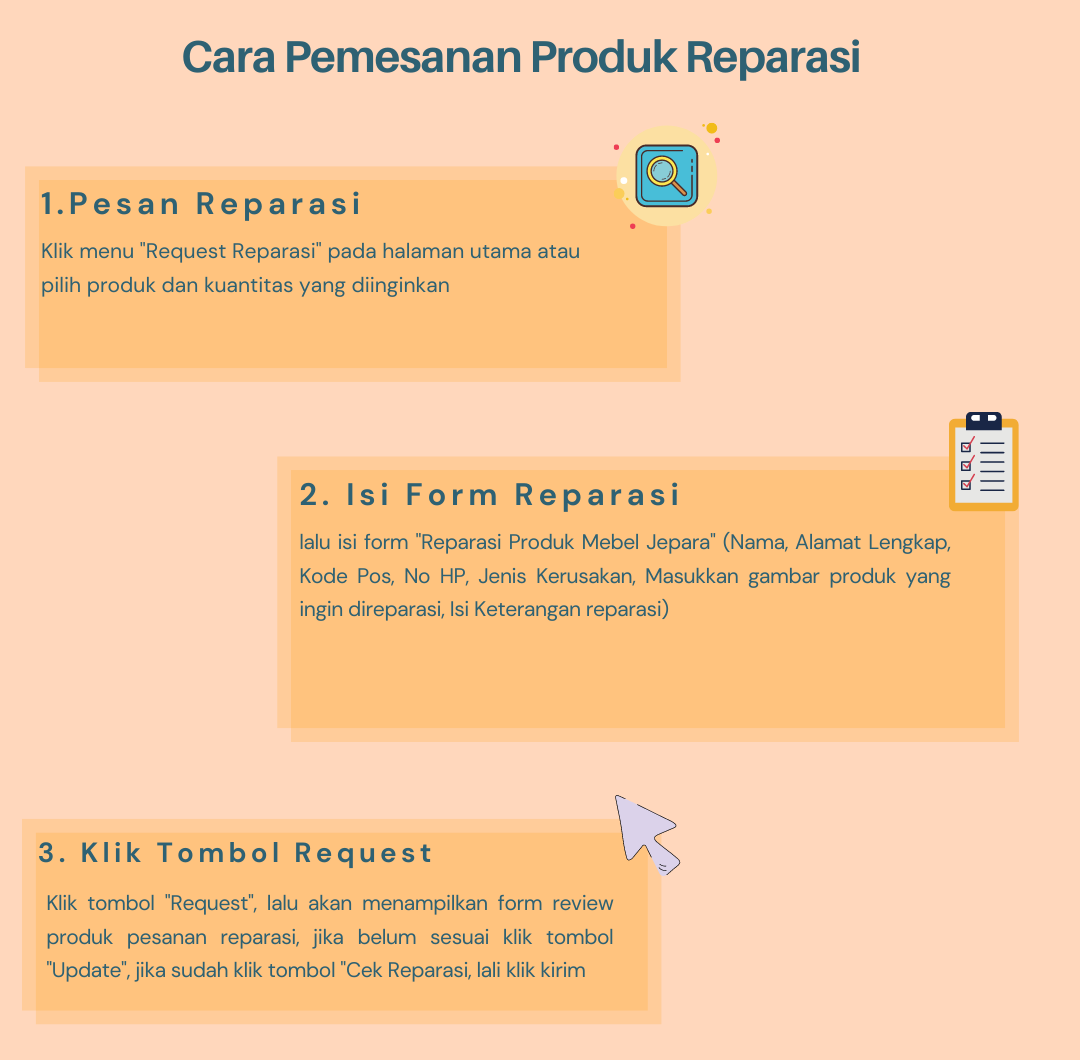 Cara Pemesanan Produk Reparasi
1.Pesan Reparasi
Klik menu "Request Reparasi" pada halaman utama atau
pilih produk dan kuantitas yang diinginkan
2. Isi Form Reparasi
lalu isi form "Reparasi Produk Mebel Jepara" (Nama, Alamat Lengkap,
Kode Pos, No HP, Jenis Kerusakan, Masukkan gambar produk yang
ingin direparasi, Isi Keterangan reparasi)
3. Klik Tombol Request
Klik tombol "Request", lalu akan menampilkan form review
produk pesanan reparasi, jika belum sesuai klik tombol
"Update", jika sudah klik tombol "Cek Reparasi, lali klik kirim